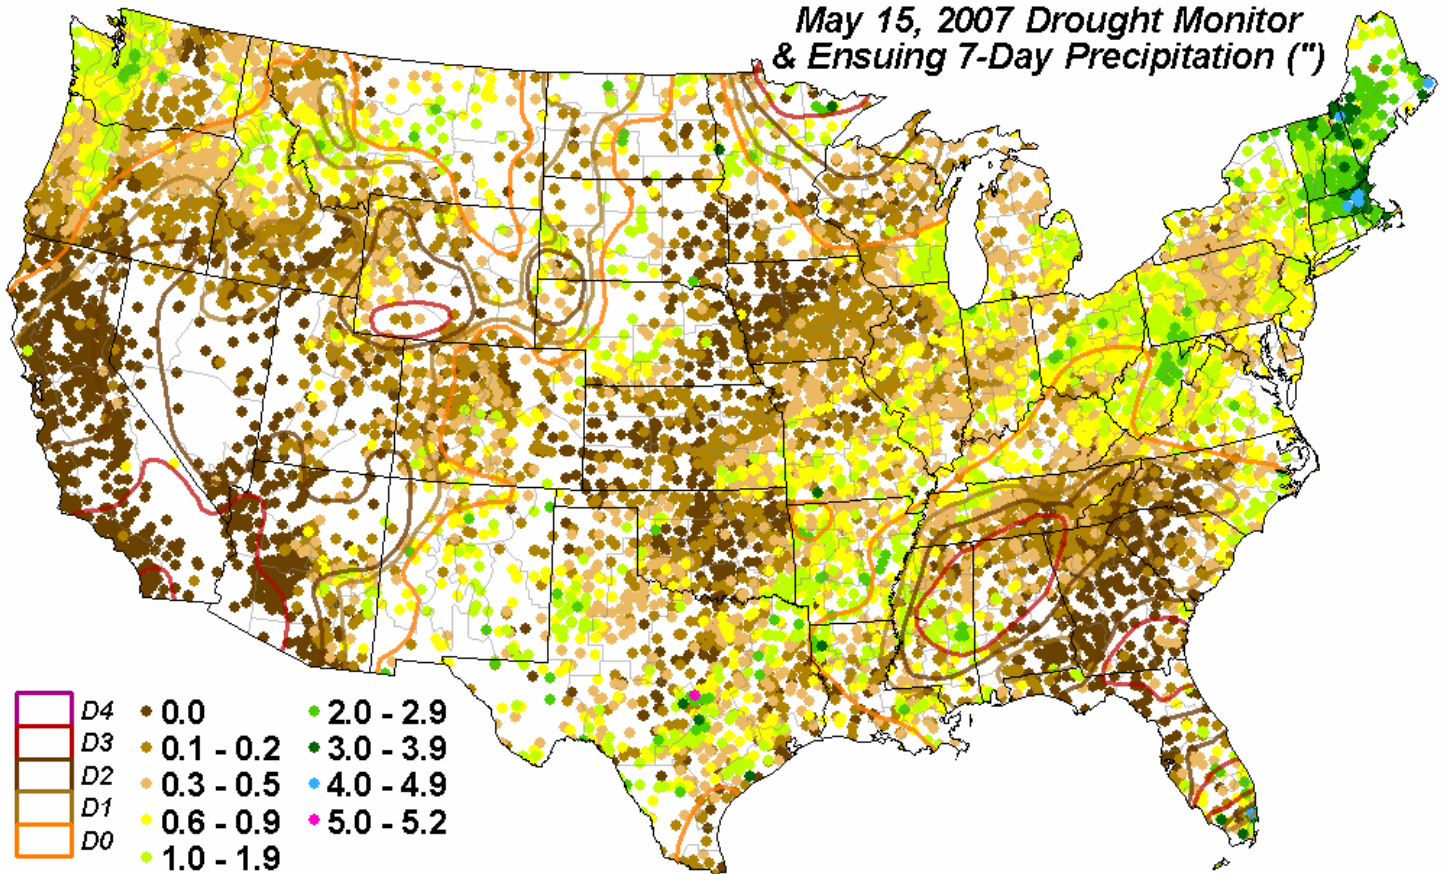 May 15, 2007 Drought Monitor
& Ensuing 7-Day Precipitation (")
D4
D3
D2
D1
D0
0.0
0.1 - 0.2
0.3 - 0.5
0.6 - 0.9
1.0 - 1.9
2.0 - 2.9
3.0 - 3.9
4.0 - 4.9
5.0 - 5.2